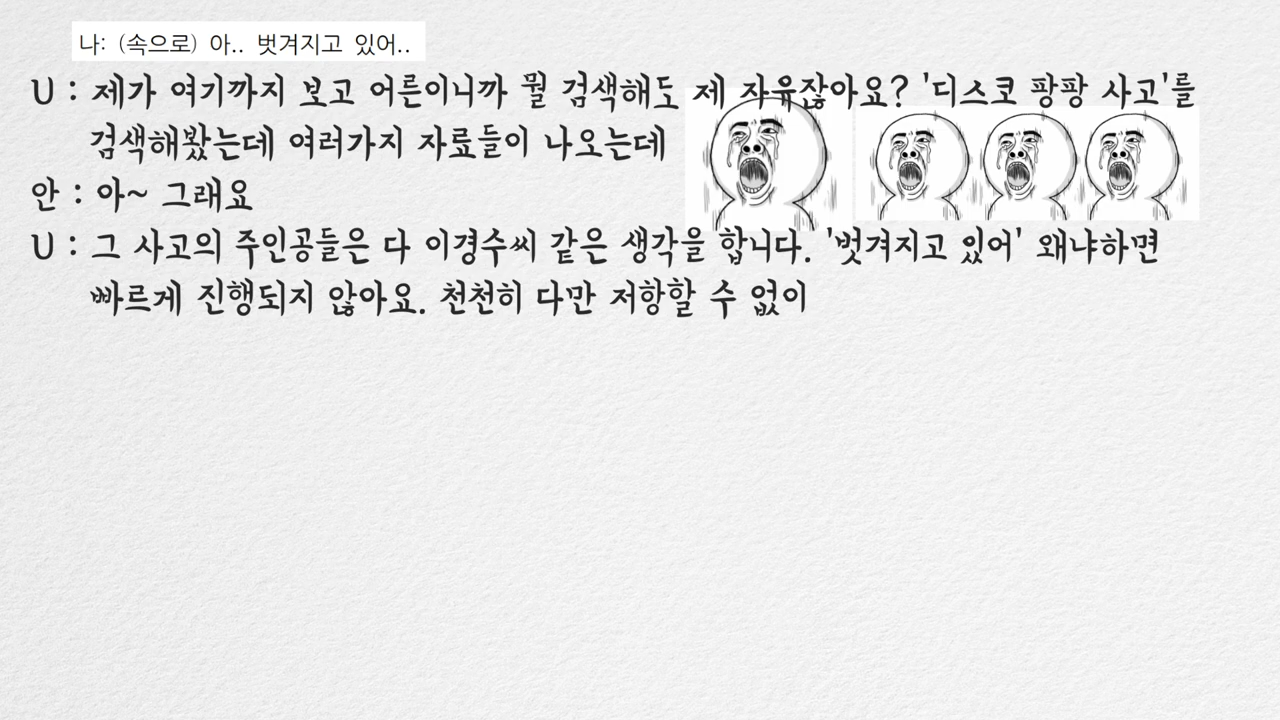 나: (속으로) 아.. 벗겨지고 있어..
U : 제가 여기까지 보고 어른이니까 뭘 검색해도 제 자유잖아요? '디스코 팡팡 사고'를
검색해봤는데 여러가지 자료들이 나오는데
안 : 아~ 그래요
U : 그 사고의 주인공들은 다 이경수씨 같은 생각을 합니다. '벗겨지고 있어' 왜냐하면
빠르게 진행되지 않아요. 천천히 다만 저항할 수 없이